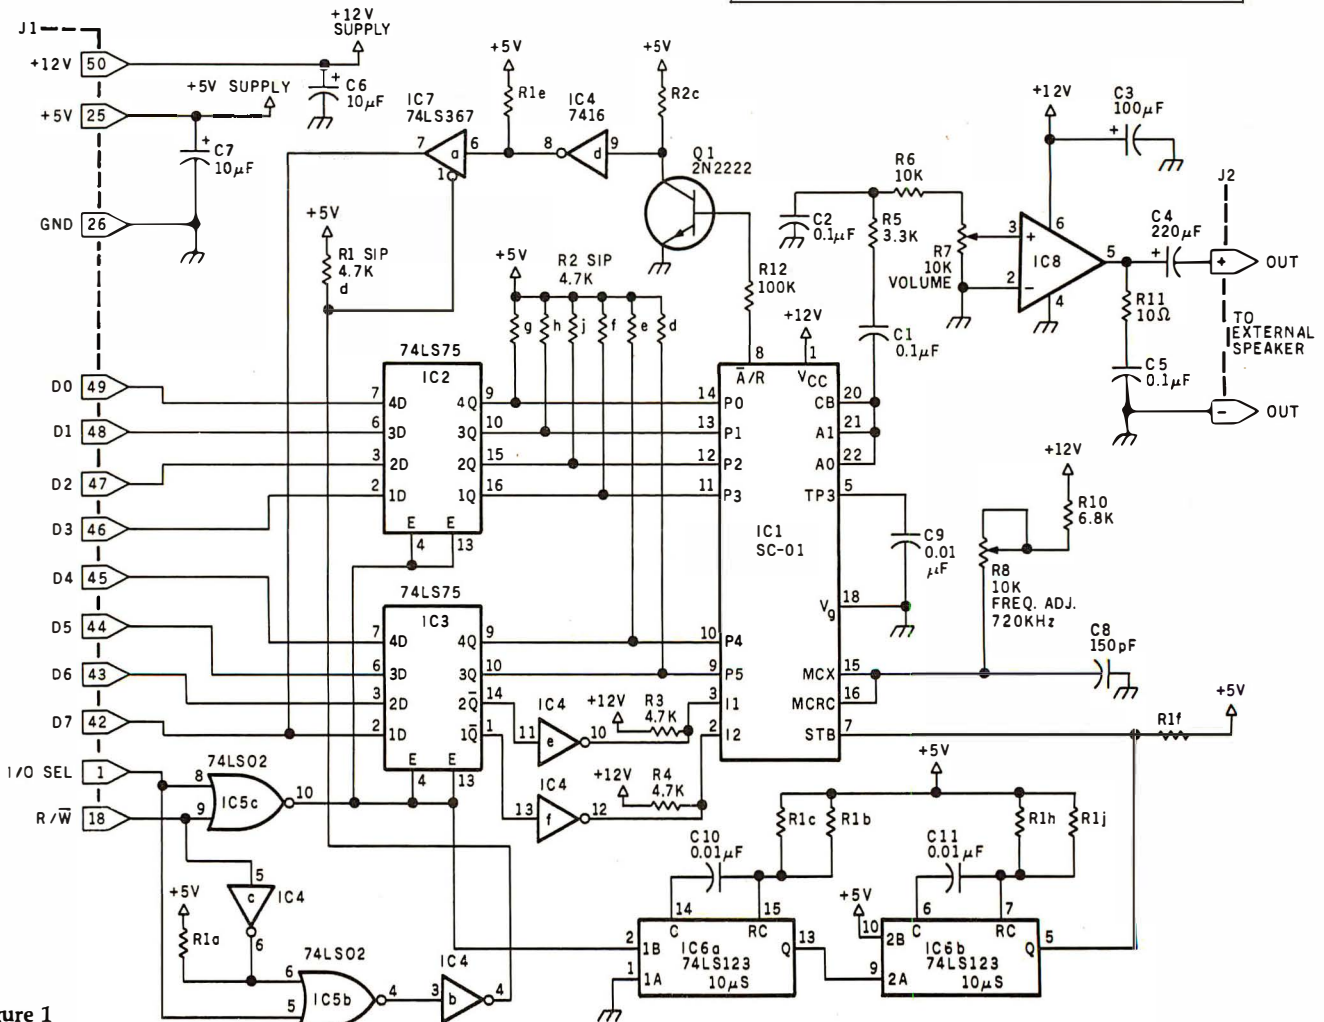 J1
+12V 50
+12V
SUPPLY
+5V 25
+5V SUPPLY
C6
10µF
C7
10µF
GND 26
+5V
R1 SIP
4.7K
d
IC7
74LS367
7 a 6
1
+5V
R1e
IC4
7416
8 d 9
+5V
R2c
Q1
2N2222
R12
100K
+5V
R2 SIP
4.7K
g h j f e d
C2
0.1µF
R6
10K
R5
3.3K
R7
10K
VOLUME
C1
0.1µF
+12V
C3
100µF
3 + 6
IC8 5
2 - 4
C4
220µF
J2
+ OUT
R11
10Ω
C5
0.1µF
TO
EXTERNAL
SPEAKER
- OUT
D0 49
D1 48
D2 47
D3 46
D4 45
D5 44
D6 43
D7 42
I/O SEL 1
R/W̅ 18
74LS75
IC2
7 4D 4Q 9
6 3D 3Q 10
3 2D 2Q 15
2 1D 1Q 16
E E
4 13
74LS75
IC3
7 4D 4Q 9
6 3D 3Q 10
3 2D 2Q̅ 14
2 1D 1Q̅ 1
E E
4 13
+12V
8 1
A̅/R VCC
14 P0 CB 20
13 P1 A1 21
12 P2 A0 22
11 P3 TP3 5
IC1
SC-01
Vg 18
10 P4
9 P5 MCX 15
3 I1 MCRC 16
2 I2 STB 7
C9
0.01
µF
+12V
R10
6.8K
R8
10K
FREQ. ADJ.
720KHz
C8
150pF
+5V
R1f
IC4
11 e 10
+12V R3
4.7K
IC4
13 f 12
+12V R4
4.7K
74LS02
8
9 IC5c 10
5
c IC4
6
+5V
R1a
74LS02
6
5 IC5b 4
IC4
3 b 4
+5V
R1c R1b
R1h R1j
C10
0.01µF
C11
0.01µF
14 15
C RC
2 1B IC6a Q 13
1 1A 74LS123
10µS
+5V
6 7
C RC
10 2B IC6b Q 5
9 2A 74LS123
10µS